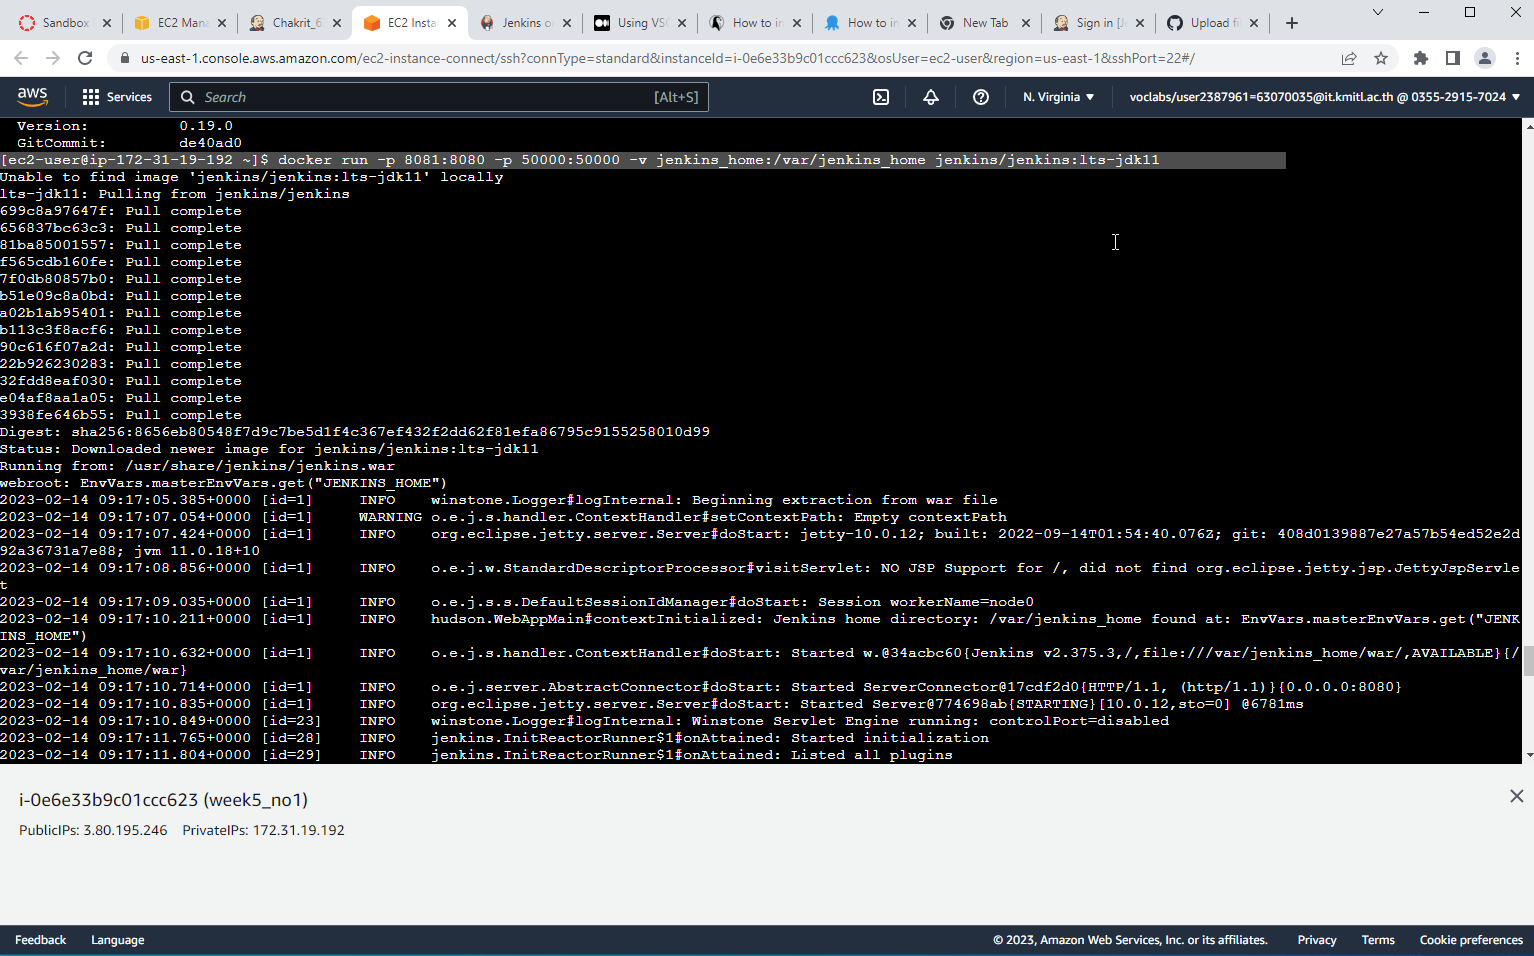 Sandbox
EC2 Mana
Chakrit_6
EC2 Insta
Jenkins o
Using VS
How to in
How to in
New Tab
Sign in [Je
Upload fi
us-east-1.console.aws.amazon.com/ec2-instance-connect/ssh?connType=standard&instanceId=i-0e6e33b9c01ccc623&osUser=ec2-user&region=us-east-1&sshPort=22#/
aws Services Search [Alt+S] N. Virginia voclabs/user2387961=63070035@it.kmitl.ac.th @ 0355-2915-7024
Version: 0.19.0
GitCommit: de40ad0
[ec2-user@ip-172-31-19-192 ~]$ docker run -p 8081:8080 -p 50000:50000 -v jenkins_home:/var/jenkins_home jenkins/jenkins:lts-jdk11
Unable to find image 'jenkins/jenkins:lts-jdk11' locally
lts-jdk11: Pulling from jenkins/jenkins
699c8a97647f: Pull complete
656837bc63c3: Pull complete
81ba85001557: Pull complete
f565cdb160fe: Pull complete
7f0db80857b0: Pull complete
b51e09c8a0bd: Pull complete
a02b1ab95401: Pull complete
b113c3f8acf6: Pull complete
90c616f07a2d: Pull complete
22b926230283: Pull complete
32fdd8eaf030: Pull complete
e04af8aa1a05: Pull complete
3938fe646b55: Pull complete
Digest: sha256:8656eb80548f7d9c7be5d1f4c367ef432f2dd62f81efa86795c9155258010d99
Status: Downloaded newer image for jenkins/jenkins:lts-jdk11
Running from: /usr/share/jenkins/jenkins.war
webroot: EnvVars.masterEnvVars.get("JENKINS_HOME")
2023-02-14 09:17:05.385+0000 [id=1] INFO winstone.Logger#logInternal: Beginning extraction from war file
2023-02-14 09:17:07.054+0000 [id=1] WARNING o.e.j.s.handler.ContextHandler#setContextPath: Empty contextPath
2023-02-14 09:17:07.424+0000 [id=1] INFO org.eclipse.jetty.server.Server#doStart: jetty-10.0.12; built: 2022-09-14T01:54:40.076Z; git: 408d0139887e27a57b54ed52e2d
92a36731a7e88; jvm 11.0.18+10
2023-02-14 09:17:08.856+0000 [id=1] INFO o.e.j.w.StandardDescriptorProcessor#visitServlet: NO JSP Support for /, did not find org.eclipse.jetty.jsp.JettyJspServle
t
2023-02-14 09:17:09.035+0000 [id=1] INFO o.e.j.s.s.DefaultSessionIdManager#doStart: Session workerName=node0
2023-02-14 09:17:10.211+0000 [id=1] INFO hudson.WebAppMain#contextInitialized: Jenkins home directory: /var/jenkins_home found at: EnvVars.masterEnvVars.get("JENK
INS_HOME")
2023-02-14 09:17:10.632+0000 [id=1] INFO o.e.j.s.handler.ContextHandler#doStart: Started w.@34acbc60{Jenkins v2.375.3,/,file:///var/jenkins_home/war/,AVAILABLE}{/
var/jenkins_home/war}
2023-02-14 09:17:10.714+0000 [id=1] INFO o.e.j.server.AbstractConnector#doStart: Started ServerConnector@17cdf2d0{HTTP/1.1, (http/1.1)}{0.0.0.0:8080}
2023-02-14 09:17:10.835+0000 [id=1] INFO org.eclipse.jetty.server.Server#doStart: Started Server@774698ab{STARTING}[10.0.12,sto=0] @6781ms
2023-02-14 09:17:10.849+0000 [id=23] INFO winstone.Logger#logInternal: Winstone Servlet Engine running: controlPort=disabled
2023-02-14 09:17:11.765+0000 [id=28] INFO jenkins.InitReactorRunner$1#onAttained: Started initialization
2023-02-14 09:17:11.804+0000 [id=29] INFO jenkins.InitReactorRunner$1#onAttained: Listed all plugins
i-0e6e33b9c01ccc623 (week5_no1)
PublicIPs: 3.80.195.246 PrivateIPs: 172.31.19.192
Feedback Language © 2023, Amazon Web Services, Inc. or its affiliates. Privacy Terms Cookie preferences